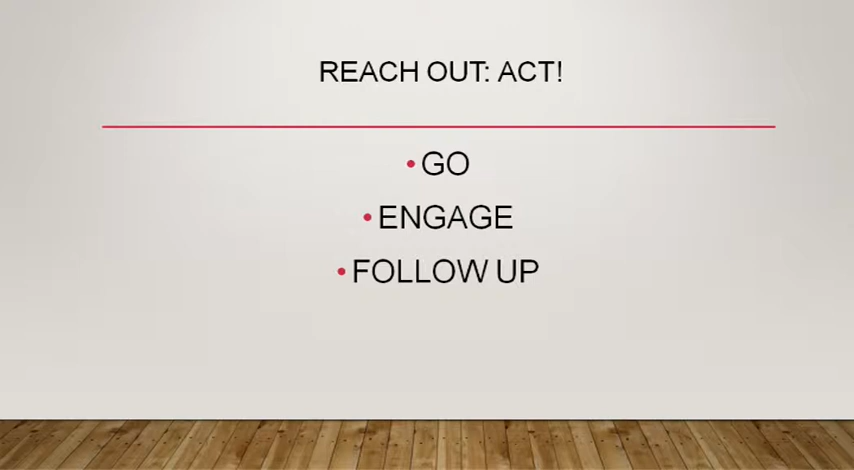 REACH OUT: ACT!
• GO
• ENGAGE
• FOLLOW UP